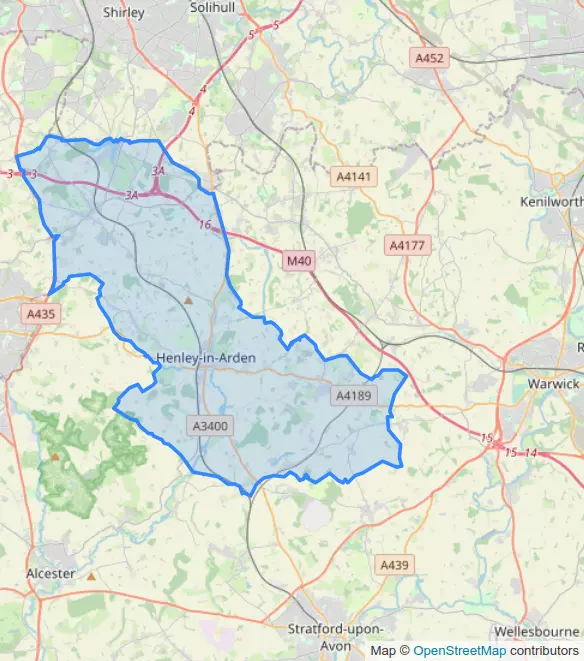 Shirley
Solihull
5
5
A452
4
4
3
3
3A
A4141
3A
Kenilworth
16
A4177
M40
A435
Henley-in-Arden
Warwick
A4189
A3400
15
15
14
A439
Alcester
Stratford-upon-
Avon
Wellesbourne
Map © OpenStreetMap contributors